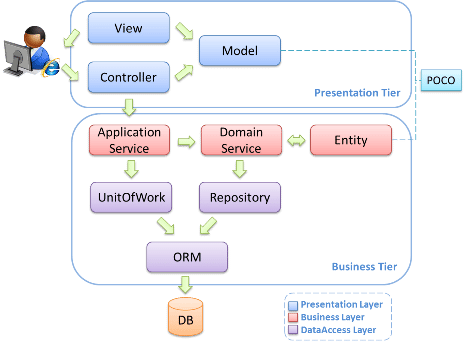 View
Model
Controller
POCO
Presentation Tier
Application
Service
Domain
Service
Entity
UnitOfWork
Repository
ORM
Business Tier
DB
Presentation Layer
Business Layer
DataAccess Layer